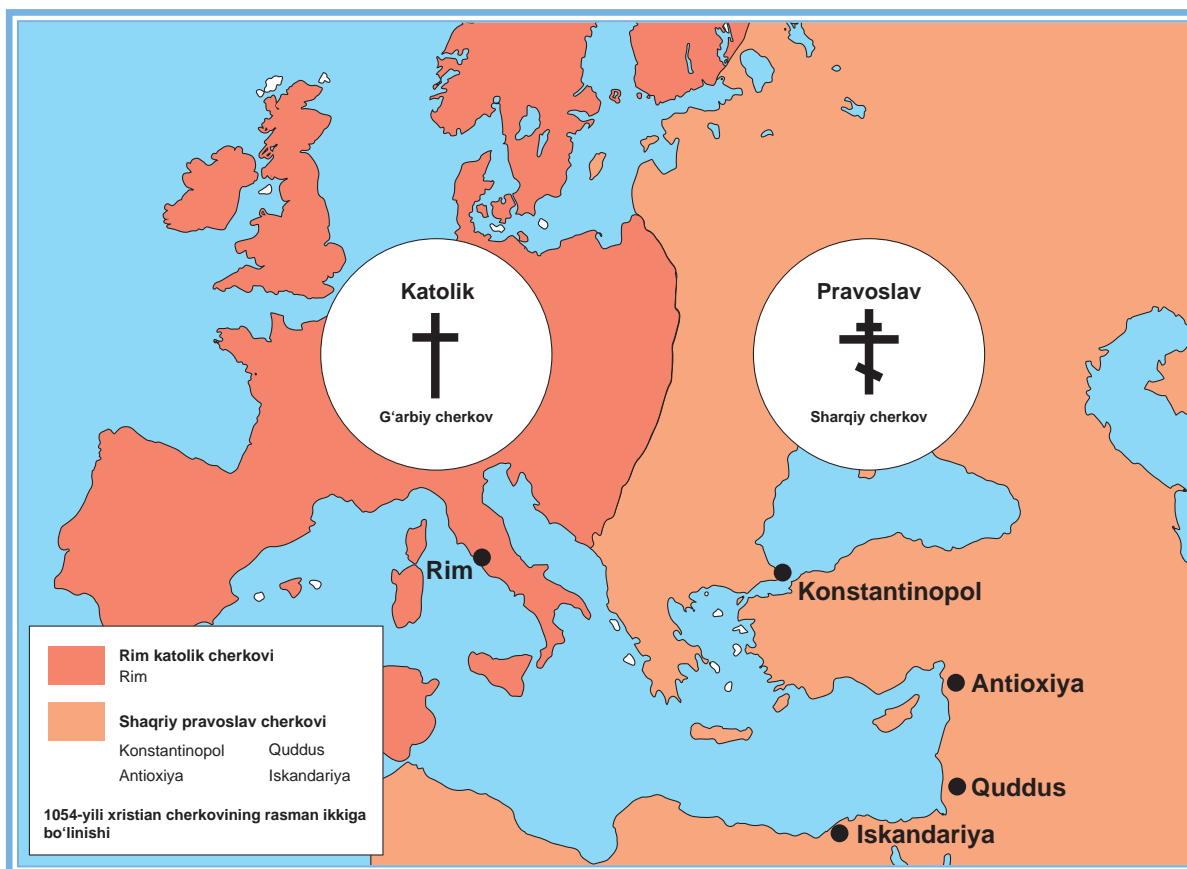 Katolik
G‘arbiy cherkov
Pravoslav
Sharqiy cherkov
Rim
Konstantinopol
Antioxiya
Quddus
Iskandariya
Rim katolik cherkovi
Rim
Shaqriy pravoslav cherkovi
Konstantinopol Quddus
Antioxiya Iskandariya
1054-yili xristian cherkovining rasman ikkiga
bo‘linishi